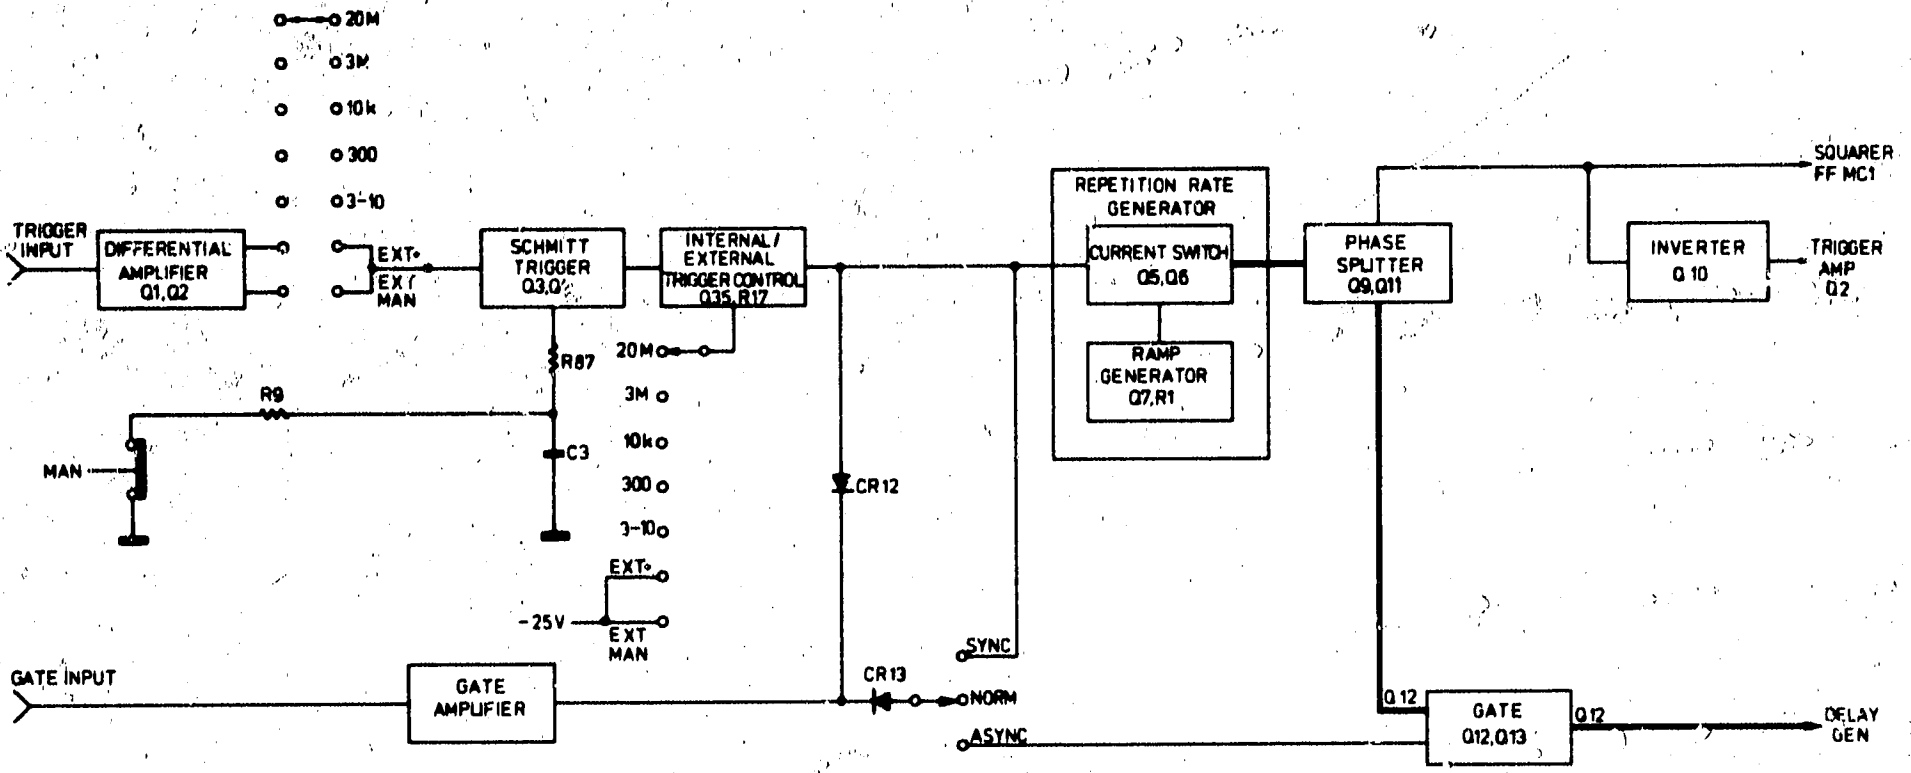 20M
3M
10k
300
3-10
TRIGGER
INPUT
DIFFERENTIAL
AMPLIFIER
Q1,Q2
EXT+
EXT
MAN
SCHMITT
TRIGGER
Q3,Q
INTERNAL/
EXTERNAL
TRIGGER CONTROL
Q35,R17
REPETITION RATE
GENERATOR
CURRENT SWITCH
Q5,Q6
RAMP
GENERATOR
Q7,R1
PHASE
SPLITTER
Q9,Q11
SQUARER
FF MC1
INVERTER
Q10
TRIGGER
AMP
Q2
R87
R9
C3
MAN
20M
3M
10k
300
3-10
EXT+
-25V
EXT
MAN
CR12
SYNC
CR13
NORM
ASYNC
GATE INPUT
GATE
AMPLIFIER
Q12
GATE
Q12,Q13
Q12
DELAY
GEN